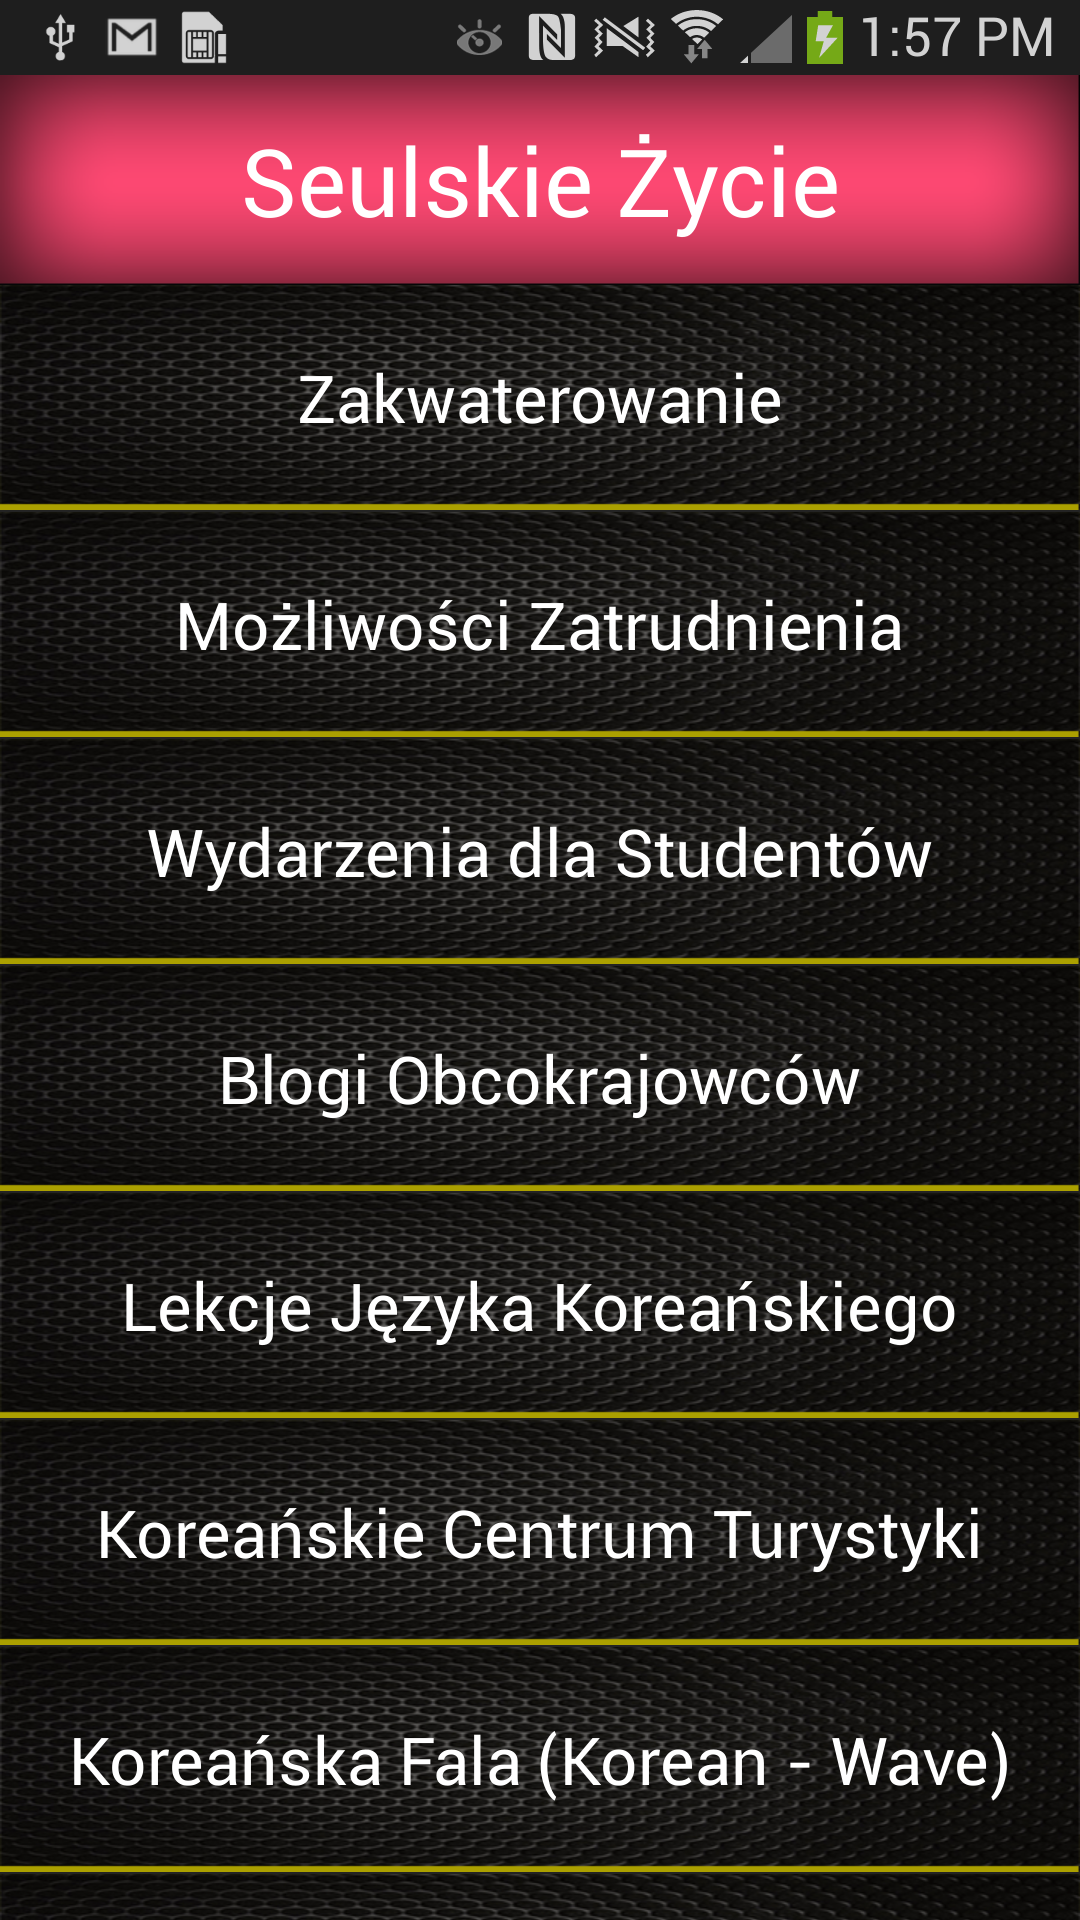 1:57 PM
Seulskie Życie
Zakwaterowanie
Możliwości Zatrudnienia
Wydarzenia dla Studentów
Blogi Obcokrajowców
Lekcje Języka Koreańskiego
Koreańskie Centrum Turystyki
Koreańska Fala (Korean - Wave)